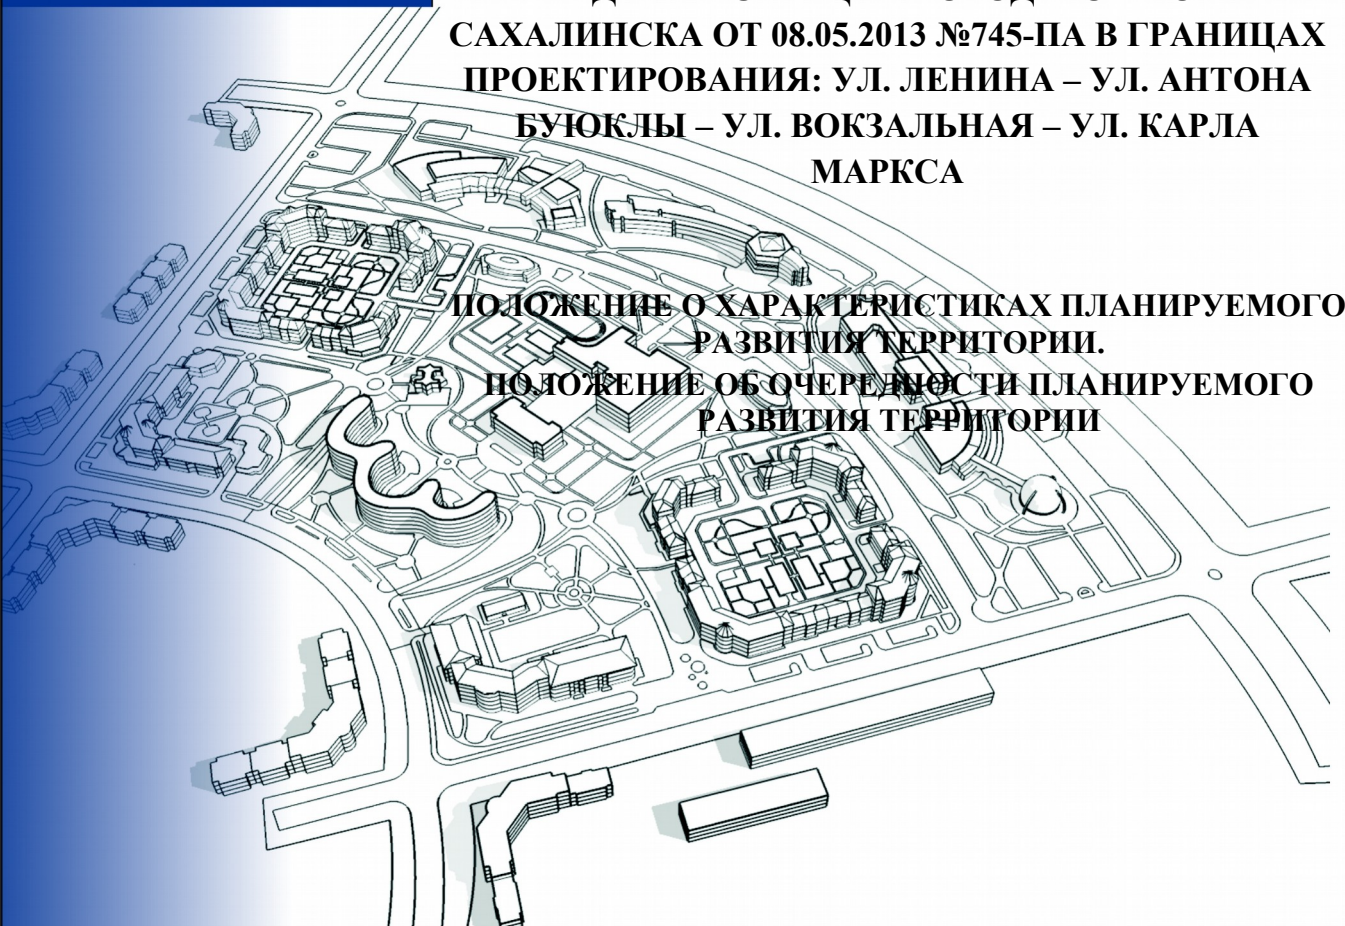 САХАЛИНСКА ОТ 08.05.2013 №745-ПА В ГРАНИЦАХ
ПРОЕКТИРОВАНИЯ: УЛ. ЛЕНИНА – УЛ. АНТОНА
БУЮКЛЫ – УЛ. ВОКЗАЛЬНАЯ – УЛ. КАРЛА
МАРКСА
ПОЛОЖЕНИЕ О ХАРАКТЕРИСТИКАХ ПЛАНИРУЕМОГО
РАЗВИТИЯ ТЕРРИТОРИИ.
ПОЛОЖЕНИЕ ОБ ОЧЕРЕДНОСТИ ПЛАНИРУЕМОГО
РАЗВИТИЯ ТЕРРИТОРИИ